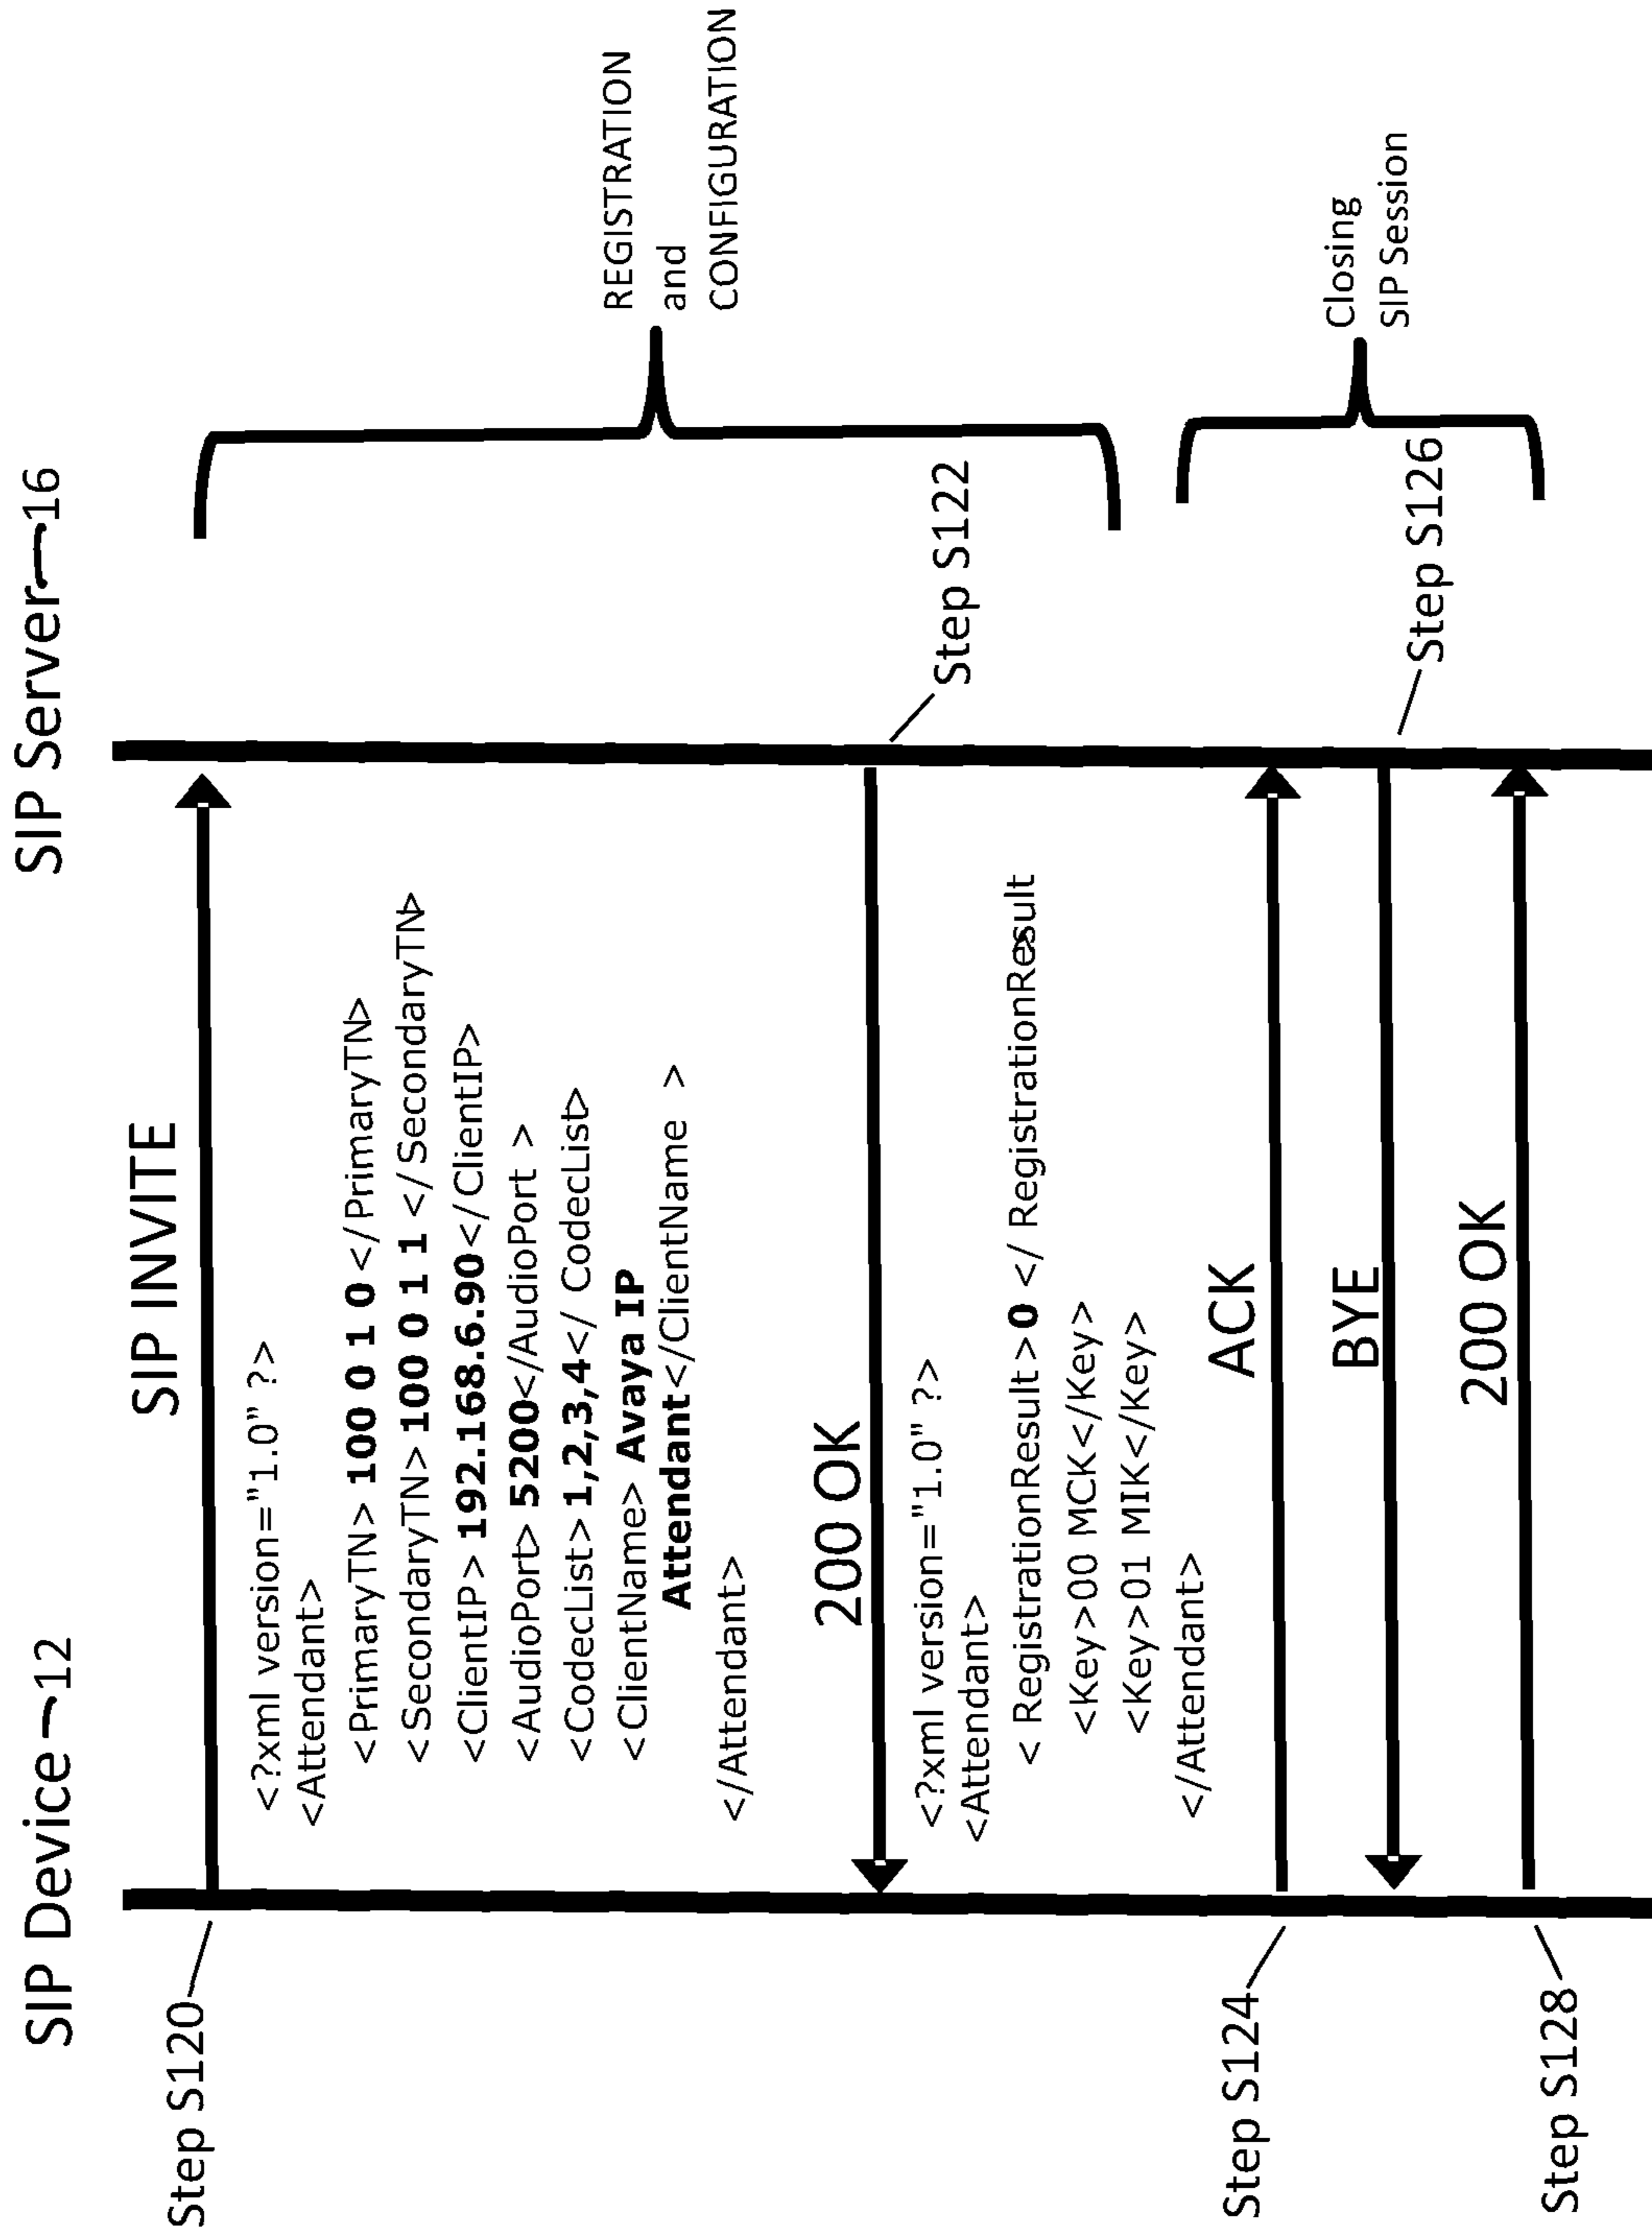 SIP Device 12
SIP Server 16
Step S120
SIP INVITE
<?xml version="1.0" ?>
<Attendant>
<PrimaryTN> 100 0 1 0 </PrimaryTN>
<SecondaryTN> 100 0 1 1 </SecondaryTN>
<ClientIP> 192.168.6.90</ClientIP>
<AudioPort> 5200</AudioPort >
<CodecList> 1,2,3,4</ CodecList>
<ClientName> Avaya IP
Attendant</ClientName >
</Attendant>
REGISTRATION
and
CONFIGURATION
200 OK
Step S122
<?xml version="1.0" ?>
<Attendant>
< RegistrationResult >0 </ RegistrationResult>
<Key>00 MCK</Key>
<Key>01 MIK</Key>
</Attendant>
Step S124
ACK
BYE
Step S126
Closing
SIP Session
200 OK
Step S128